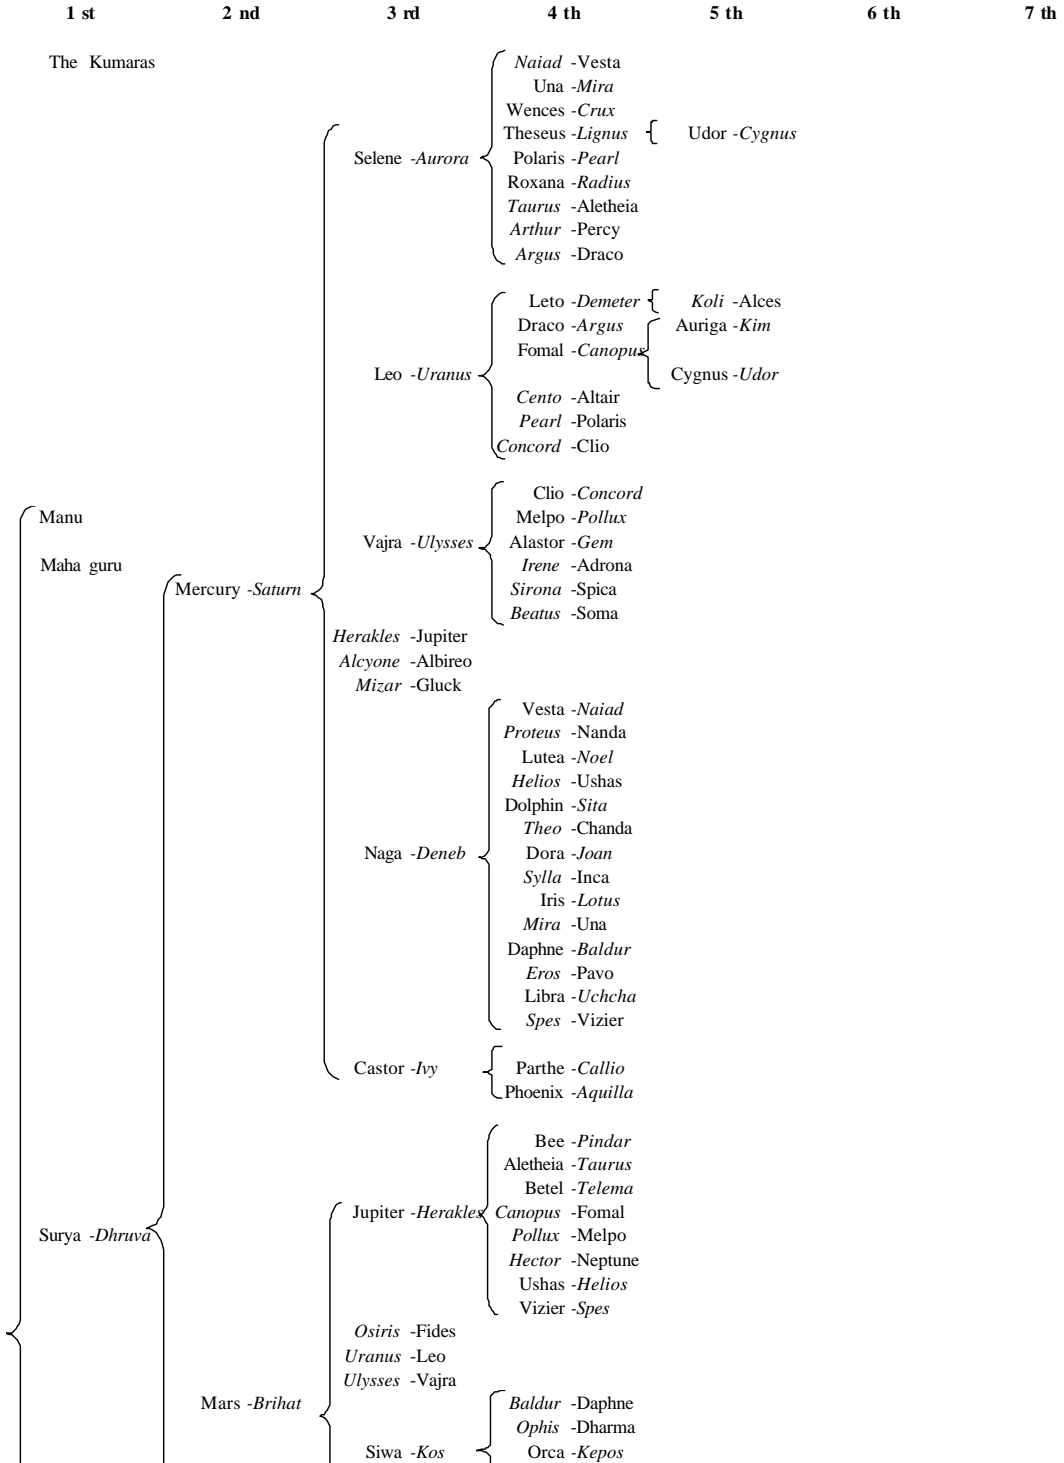 1 st 2 nd 3 rd 4 th 5 th 6 th 7 th
The Kumaras Naiad -Vesta
Una -Mira
Wences -Crux
Theseus -Lignus Udor -Cygnus
Selene -Aurora Polaris -Pearl
Roxana -Radius
Taurus -Aletheia
Arthur -Percy
Argus -Draco
Leto -Demeter Koli -Alces
Draco -Argus Auriga -Kim
Fomal -Canopus
Leo -Uranus Cygnus -Udor
Cento -Altair
Pearl -Polaris
Concord -Clio
Clio -Concord
Manu Melpo -Pollux
Vajra -Ulysses Alastor -Gem
Maha guru Irene -Adrona
Mercury -Saturn Sirona -Spica
Beatus -Soma
Herakles -Jupiter
Alcyone -Albireo
Mizar -Gluck
Vesta -Naiad
Proteus -Nanda
Lutea -Noel
Helios -Ushas
Dolphin -Sita
Theo -Chanda
Naga -Deneb Dora -Joan
Sylla -Inca
Iris -Lotus
Mira -Una
Daphne -Baldur
Eros -Pavo
Libra -Uchcha
Spes -Vizier
Castor -Ivy Parthe -Callio
Phoenix -Aquilla
Bee -Pindar
Aletheia -Taurus
Betel -Telema
Jupiter -Herakles Canopus -Fomal
Surya -Dhruva Pollux -Melpo
Hector -Neptune
Ushas -Helios
Vizier -Spes
Osiris -Fides
Uranus -Leo
Ulysses -Vajra
Mars -Brihat Baldur -Daphne
Ophis -Dharma
Siwa -Kos Orca -Kepos